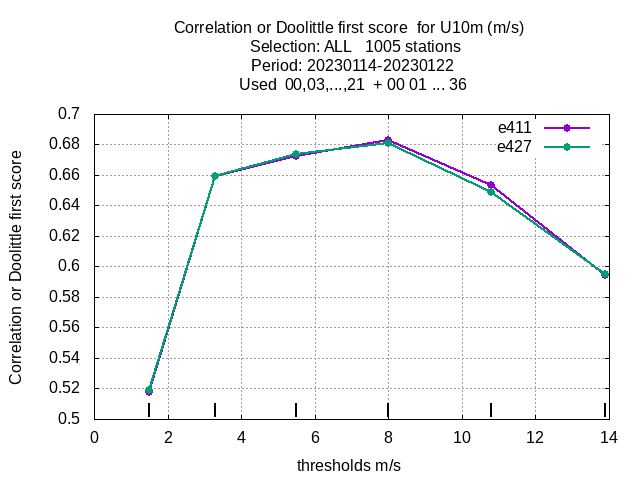 Correlation or Doolittle first score  for U10m (m/s)
Selection: ALL   1005 stations
Period: 20230114-20230122
Used  00,03,...,21  + 00 01 ... 36
e411
e427
Correlation or Doolittle first score
0.7
0.68
0.66
0.64
0.62
0.6
0.58
0.56
0.54
0.52
0.5
0 2 4 6 8 10 12 14
thresholds m/s